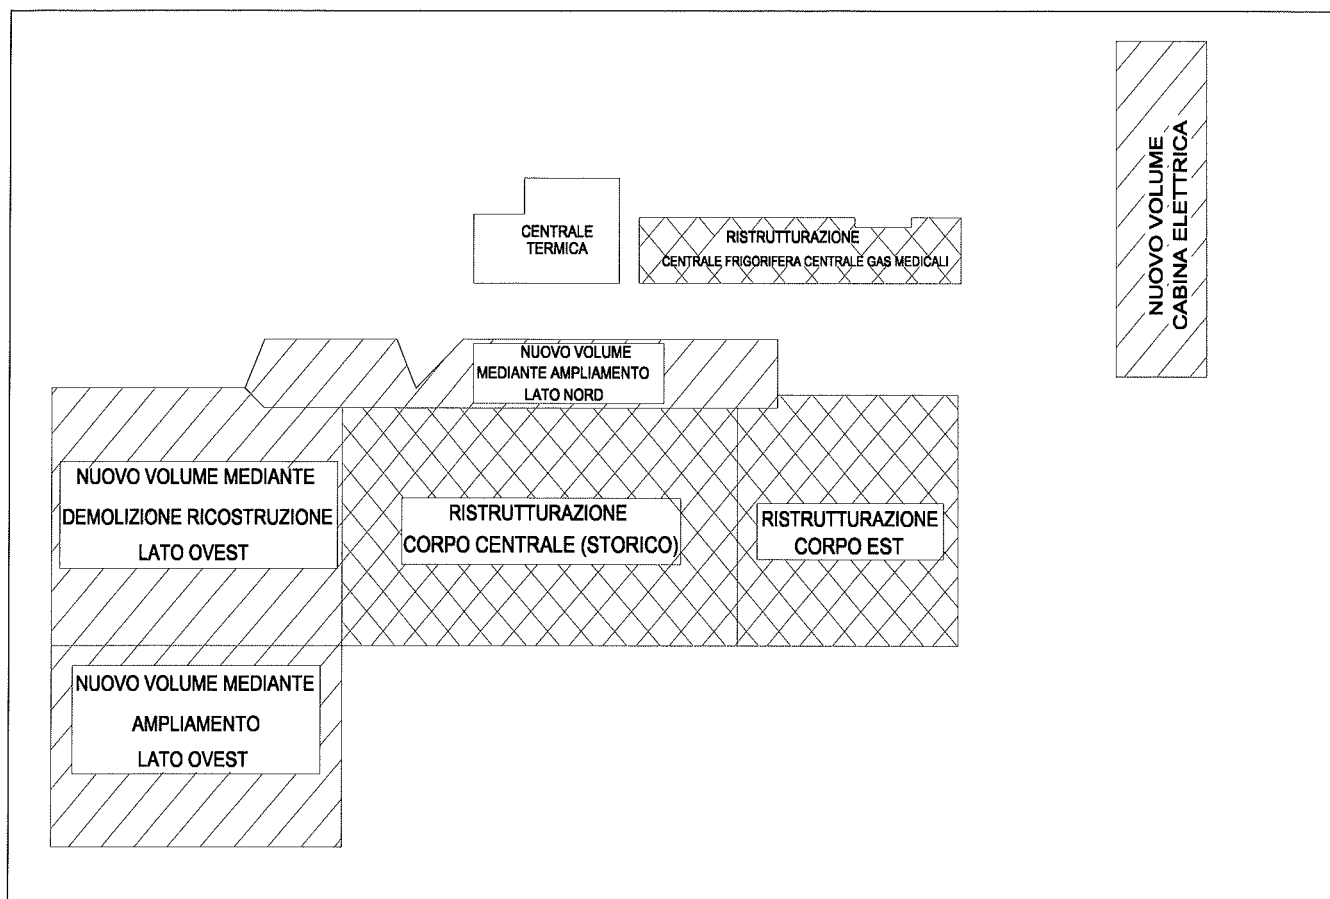 NUOVO VOLUME
CABINA ELETTRICA
CENTRALE
TERMICA
RISTRUTTURAZIONE
CENTRALE FRIGORIFERA CENTRALE GAS MEDICALI
NUOVO VOLUME
MEDIANTE AMPLIAMENTO
LATO NORD
NUOVO VOLUME MEDIANTE
DEMOLIZIONE RICOSTRUZIONE
LATO OVEST
RISTRUTTURAZIONE
CORPO CENTRALE (STORICO)
RISTRUTTURAZIONE
CORPO EST
NUOVO VOLUME MEDIANTE
AMPLIAMENTO
LATO OVEST